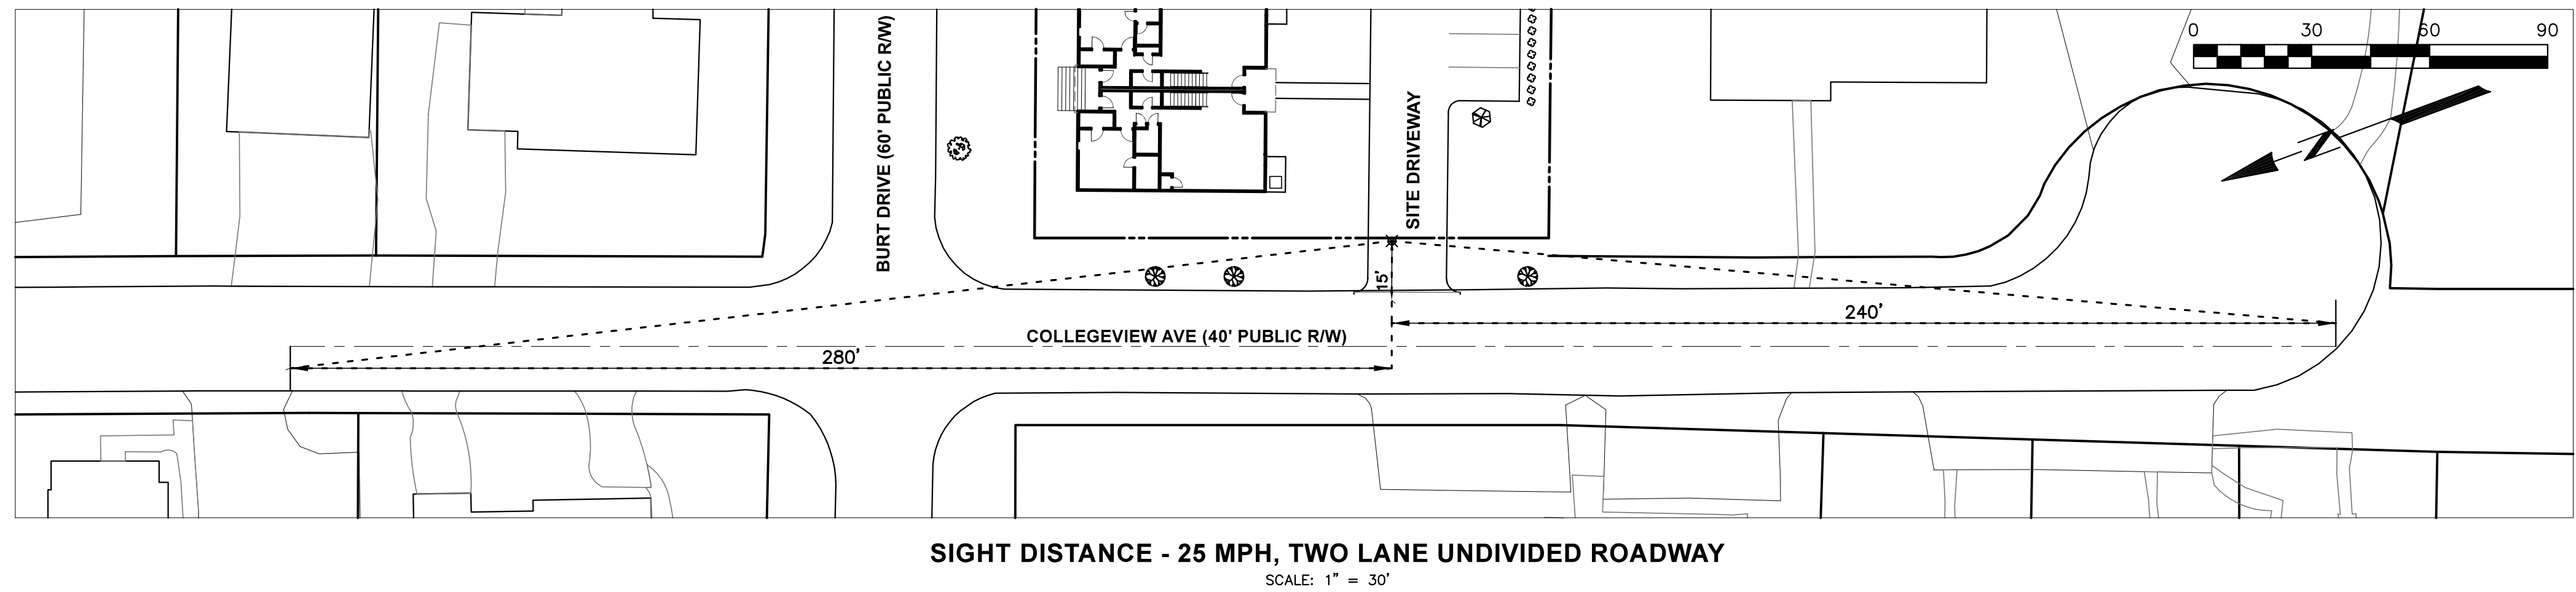 BURT DRIVE (60' PUBLIC R/W)
SITE DRIVEWAY
0 30 60 90
15'
240'
COLLEGEVIEW AVE (40' PUBLIC R/W)
280'
SIGHT DISTANCE - 25 MPH, TWO LANE UNDIVIDED ROADWAY
SCALE: 1" = 30'